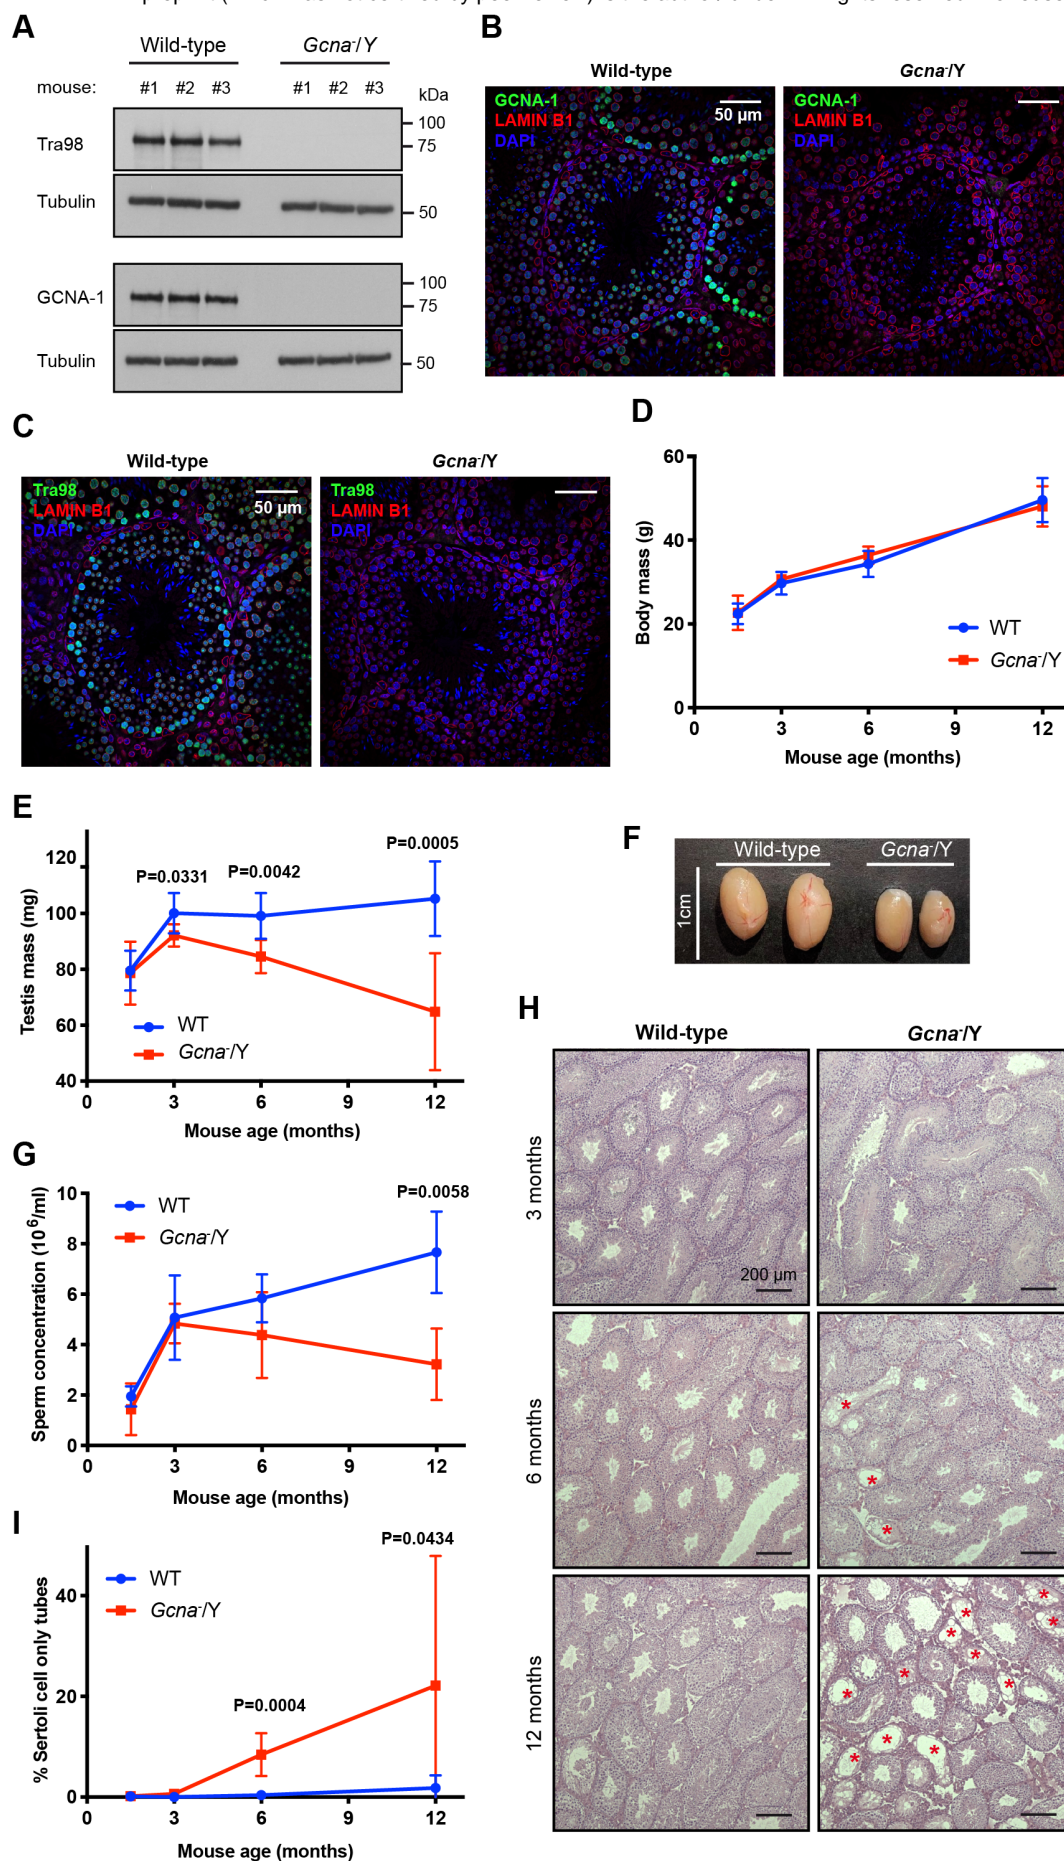 A
Wild-type
Gcna-/Y
mouse:
#1 #2 #3
#1 #2 #3
kDa
Tra98
100
75
Tubulin
50
GCNA-1
100
75
Tubulin
50
B
Wild-type
Gcna-/Y
GCNA-1
LAMIN B1
DAPI
50 µm
GCNA-1
LAMIN B1
DAPI
C
Wild-type
Gcna-/Y
Tra98
LAMIN B1
DAPI
50 µm
Tra98
LAMIN B1
DAPI
D
Body mass (g)
60
40
20
0
0 3 6 9 12
Mouse age (months)
WT
Gcna-/Y
E
Testis mass (mg)
120
100
80
60
40
P=0.0331
P=0.0042
P=0.0005
WT
Gcna-/Y
0 3 6 9 12
Mouse age (months)
F
Wild-type
Gcna-/Y
1cm
G
Sperm concentration (10^6/ml)
10
8
6
4
2
0
WT
Gcna-/Y
P=0.0058
0 3 6 9 12
Mouse age (months)
H
Wild-type
Gcna-/Y
3 months
200 µm
6 months
* * *
12 months
* * * * * * * * * * *
I
% Sertoli cell only tubes
40
20
0
WT
Gcna-/Y
P=0.0004
P=0.0434
0 3 6 9 12
Mouse age (months)